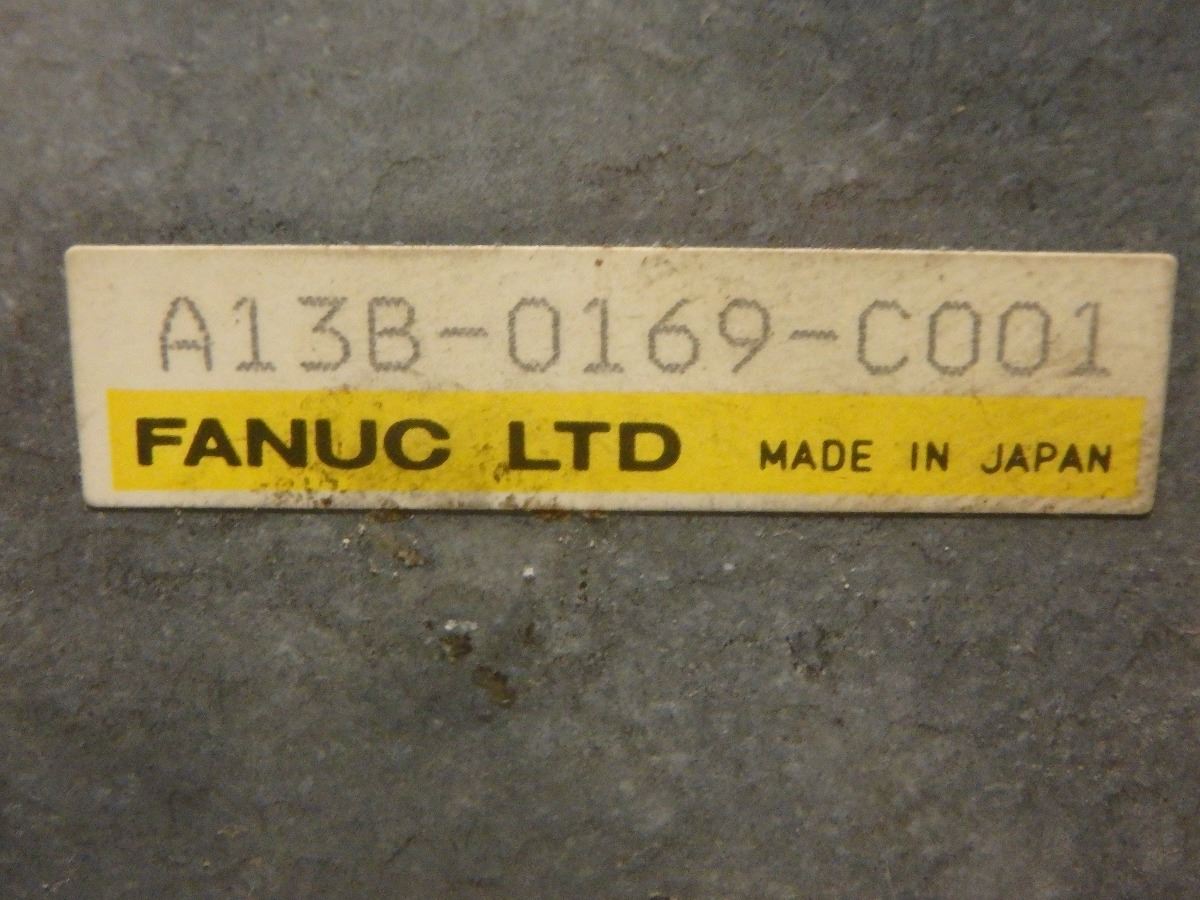 A13B-0169-C001
FANUC LTD MADE IN JAPAN